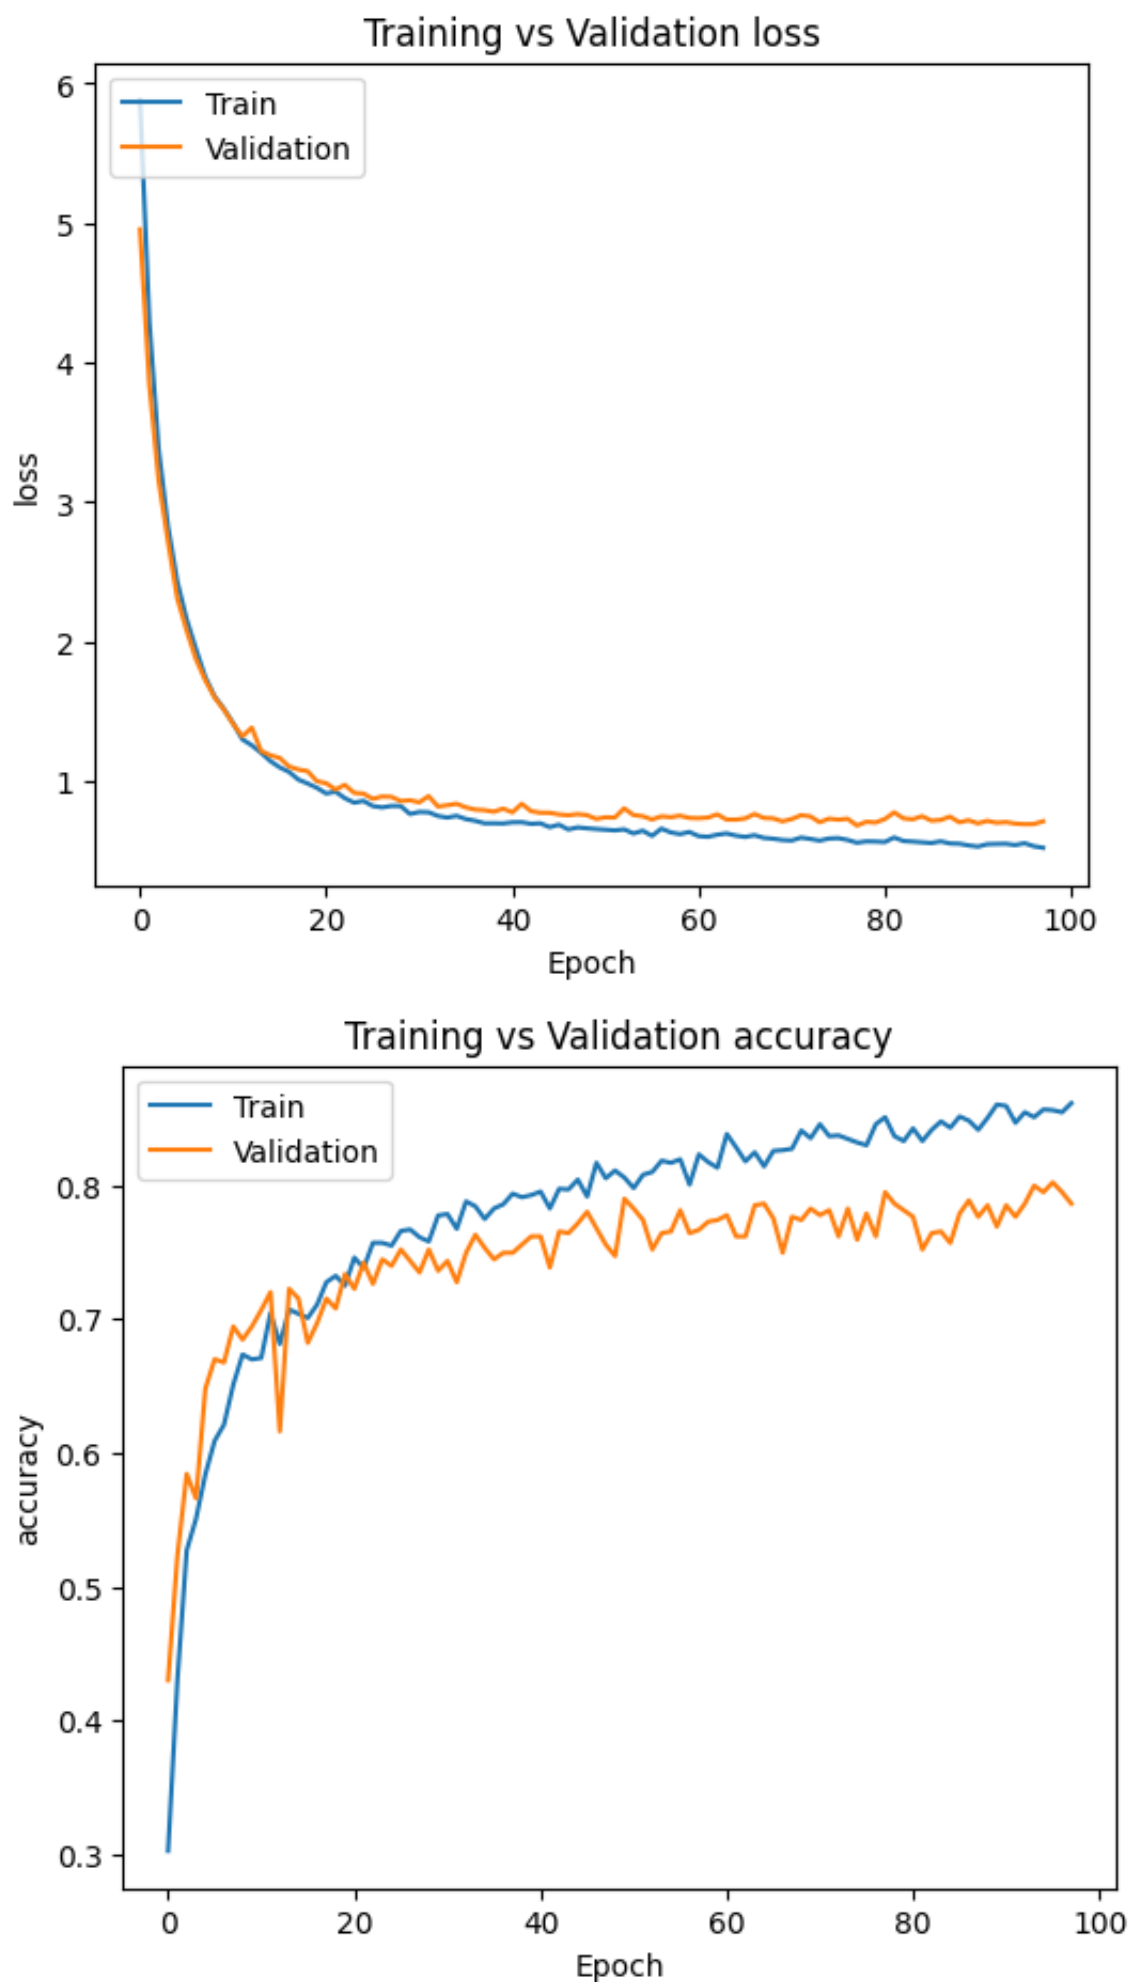 Training vs Validation loss
Train
Validation
6
5
4
3
2
1
loss
0 20 40 60 80 100
Epoch
Training vs Validation accuracy
Train
Validation
0.8
0.7
0.6
0.5
0.4
0.3
accuracy
0 20 40 60 80 100
Epoch